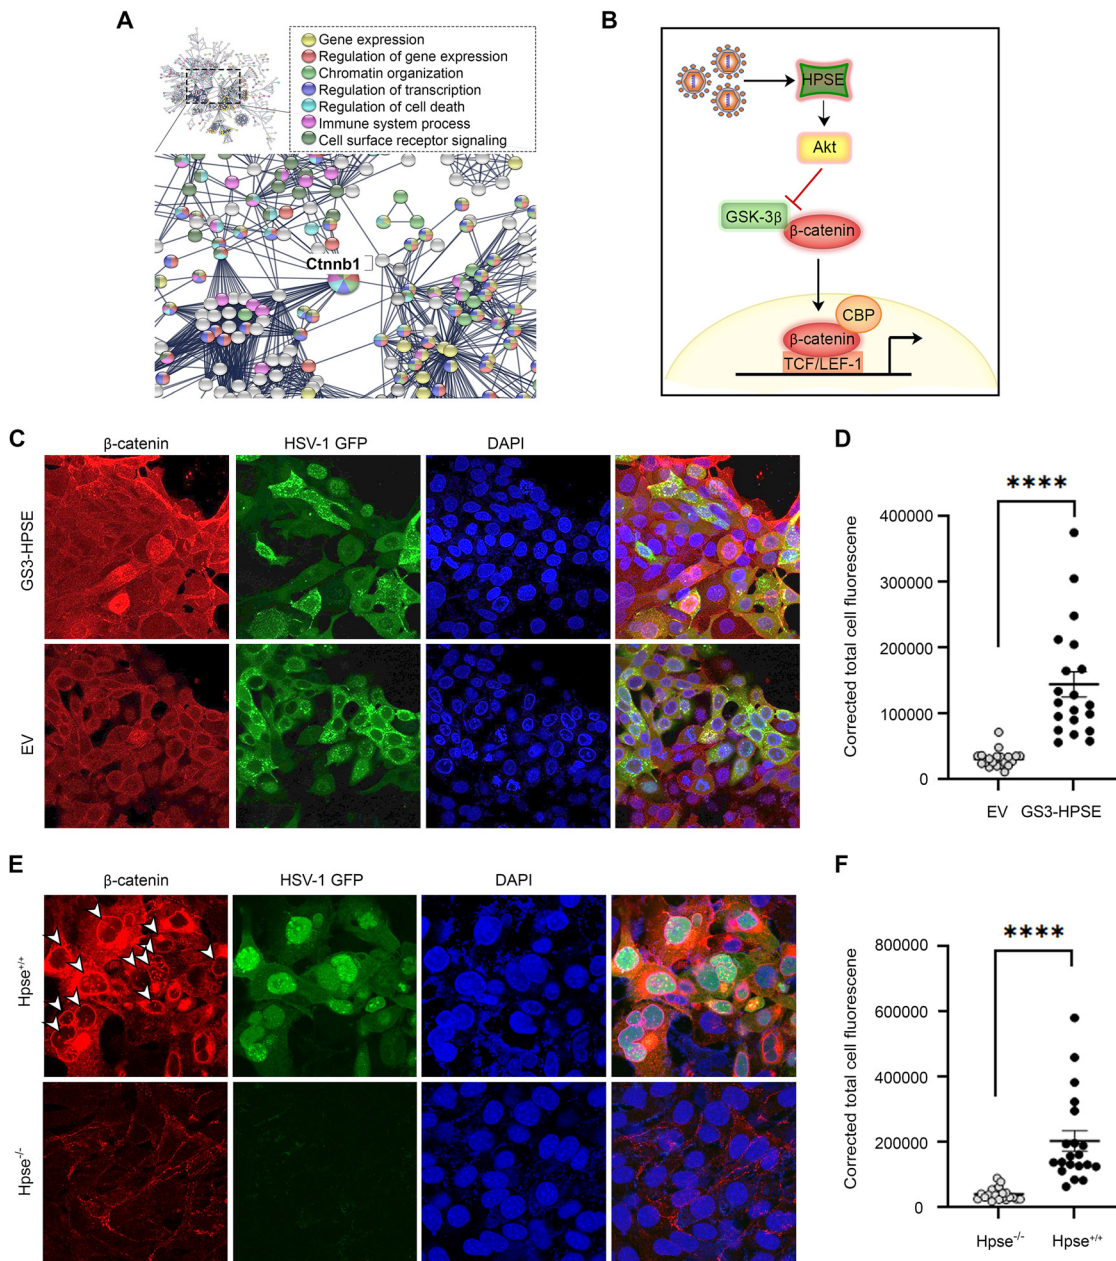 A
Gene expression
Regulation of gene expression
Chromatin organization
Regulation of transcription
Regulation of cell death
Immune system process
Cell surface receptor signaling
Ctnnb1
B
HPSE
Akt
GSK-3β
β-catenin
CBP
β-catenin
TCF/LEF-1
C
β-catenin
HSV-1 GFP
DAPI
GS3-HPSE
EV
D
****
Corrected total cell fluorescene
400000
300000
200000
100000
0
EV
GS3-HPSE
E
β-catenin
HSV-1 GFP
DAPI
Hpse+/+
Hpse-/-
F
****
Corrected total cell fluorescene
800000
600000
400000
200000
0
Hpse-/-
Hpse+/+